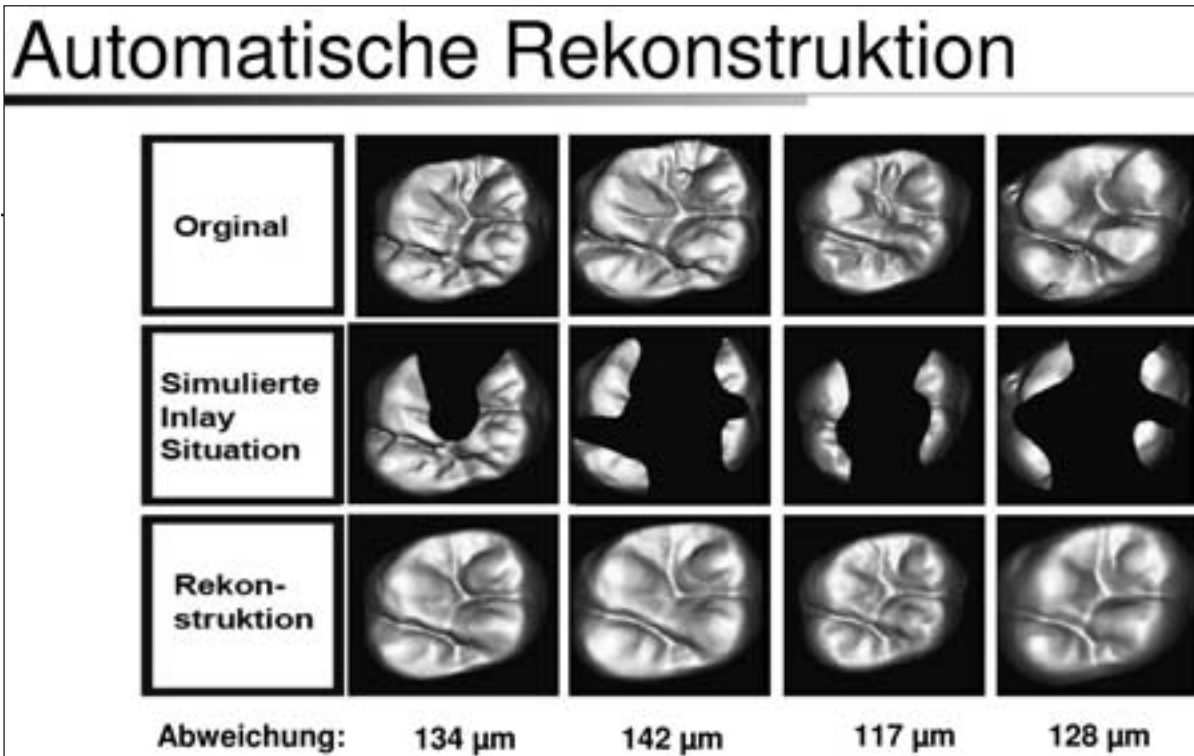 Automatische Rekonstruktion
Orginal
Simulierte
Inlay
Situation
Rekon-
struktion
Abweichung: 134 µm 142 µm 117 µm 128 µm